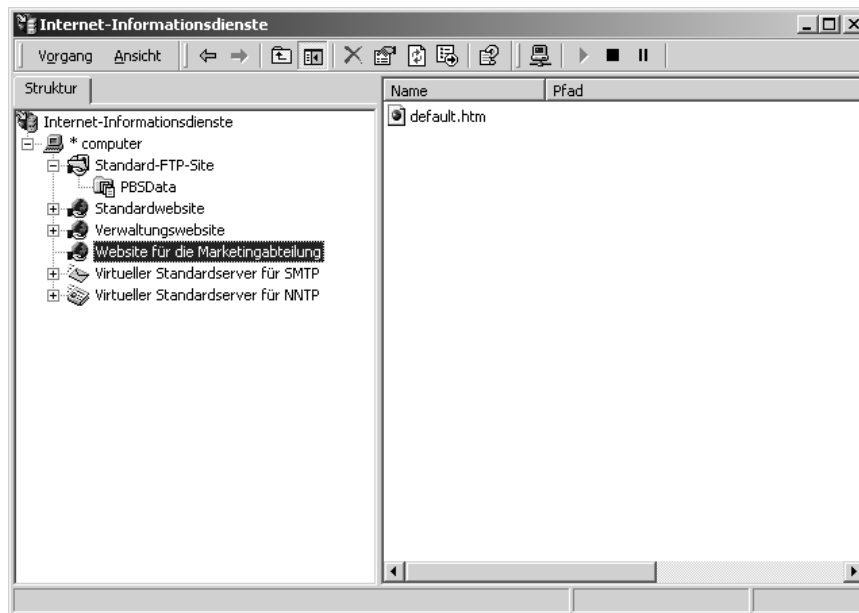 Internet-Informationsdienste
Vorgang Ansicht
Struktur
Name Pfad
Internet-Informationsdienste
* computer
Standard-FTP-Site
PBSData
Standardwebsite
Verwaltungswebsite
Website für die Marketingabteilung
Virtueller Standardserver für SMTP
Virtueller Standardserver für NNTP
default.htm